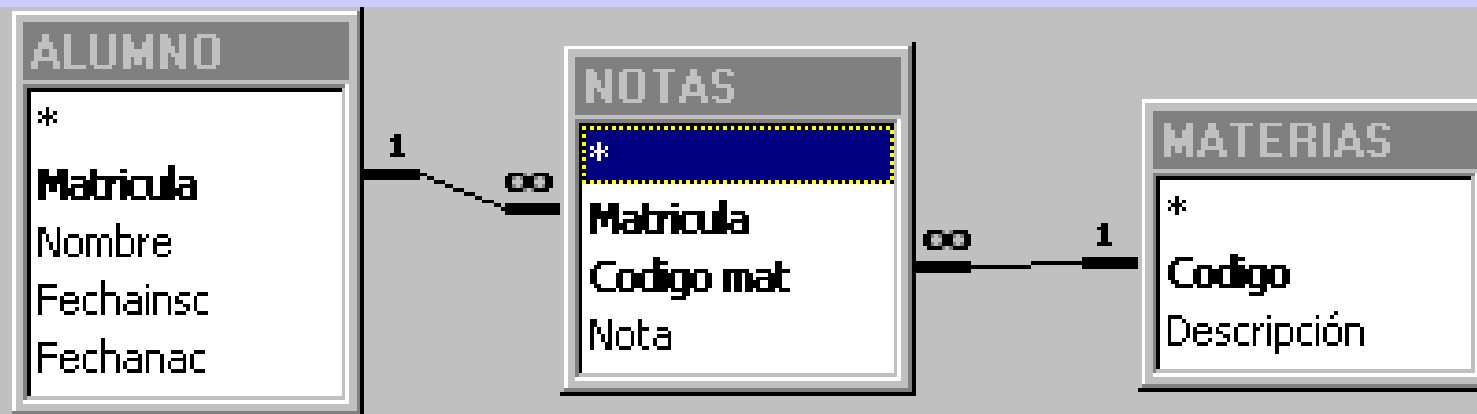 ALUMNO
*
Matricula
Nombre
Fechainsc
Fechanac
1
∞
NOTAS
*
Matricula
Codigo mat
Nota
∞
1
MATERIAS
*
Codigo
Descripción